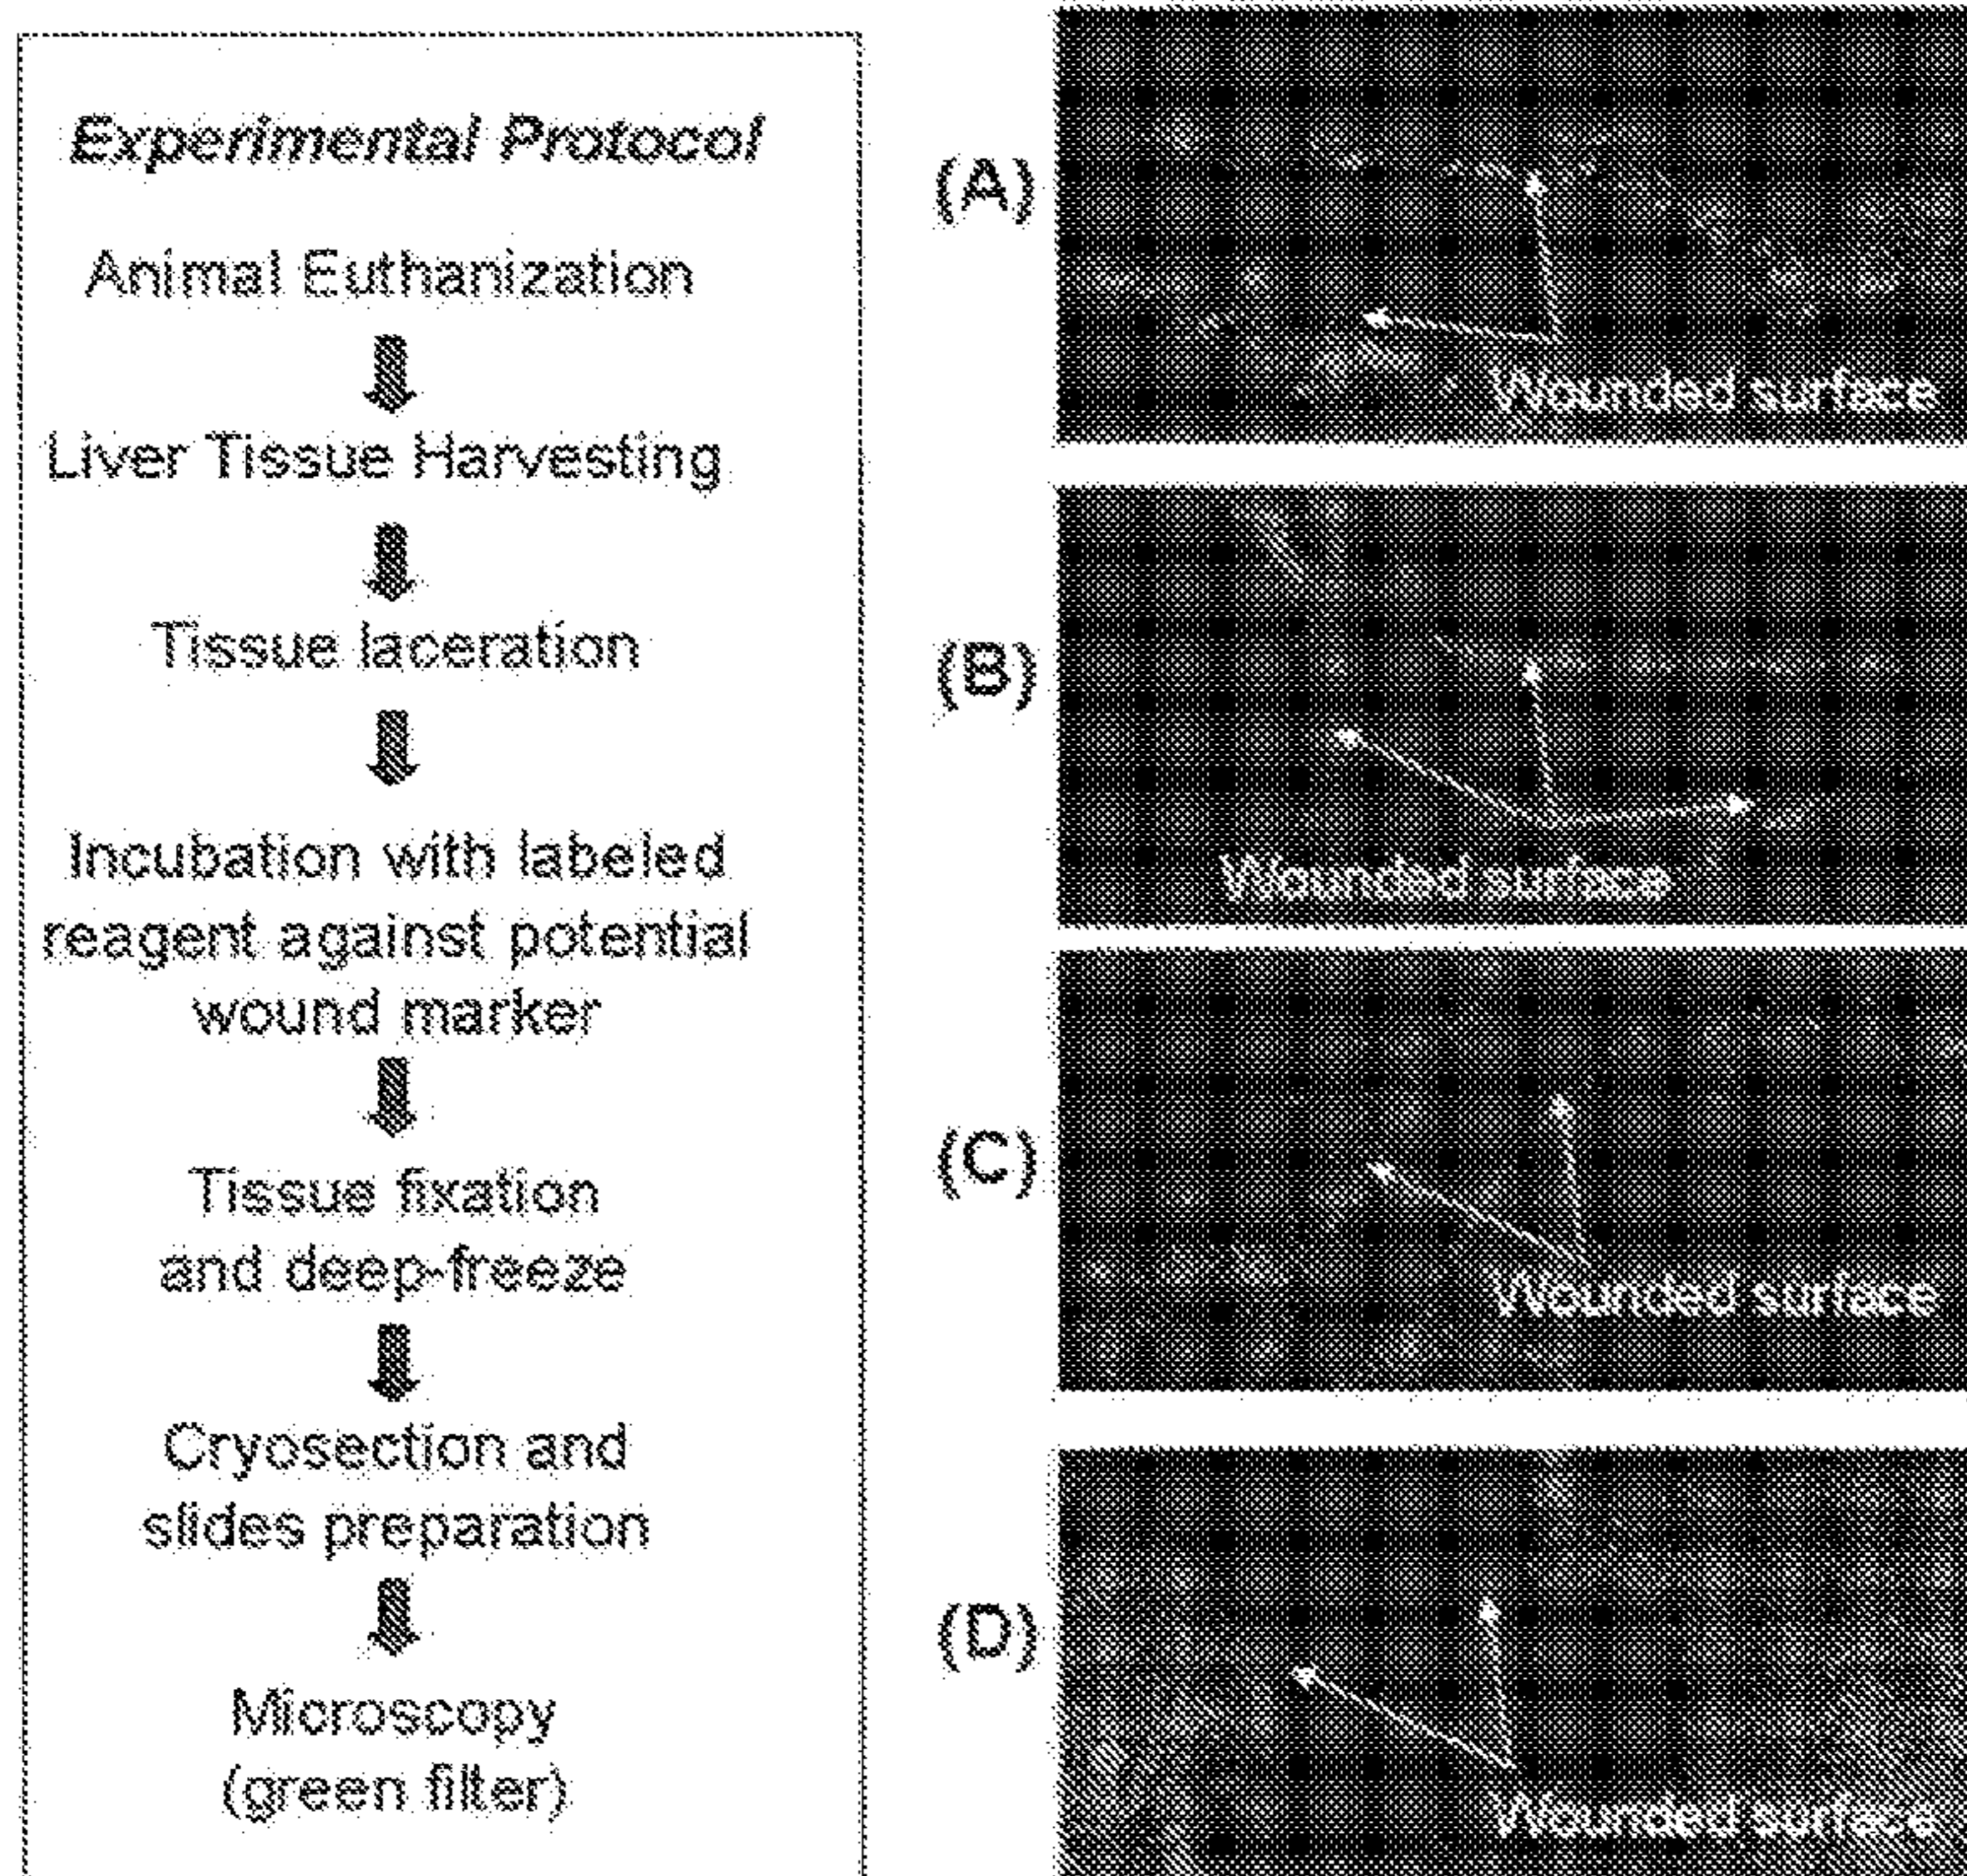 Experimental Protocol
Animal Euthanization
Liver Tissue Harvesting
Tissue laceration
Incubation with labeled
reagent against potential
wound marker
Tissue fixation
and deep-freeze
Cryosection and
slides preparation
Microscopy
(green filter)
(A)
Wounded surface
(B)
Wounded surface
(C)
Wounded surface
(D)
Wounded surface